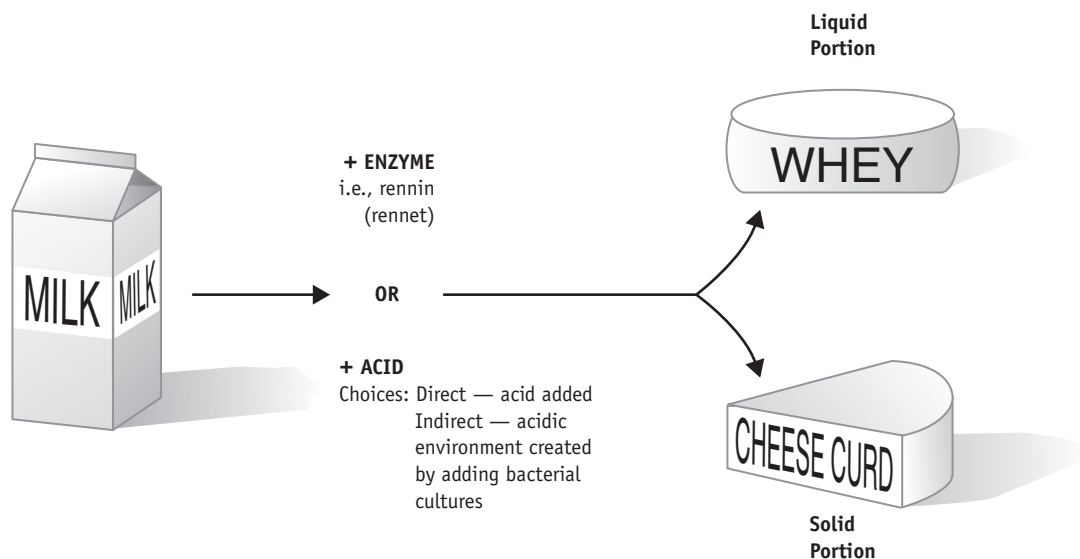 MILK
MILK
+ ENZYME
i.e., rennin
(rennet)
OR
+ ACID
Choices: Direct — acid added
Indirect — acidic
environment created
by adding bacterial
cultures
Liquid
Portion
WHEY
CHEESE CURD
Solid
Portion